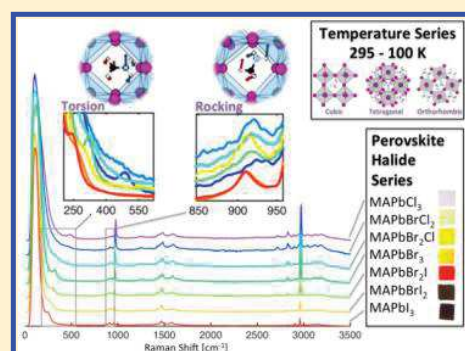 Torsion
Rocking
Temperature Series
295 - 100 K
Cubic
Tetragonal
Orthorhombic
250 400 550
850 900 950
Perovskite
Halide
Series
MAPbCl₃
MAPbBrCl₂
MAPbBr₂Cl
MAPbBr₃
MAPbBr₂I
MAPbBrI₂
MAPbI₃
0 500 1000 1500 2000 2500 3000 3500
Raman Shift [cm⁻¹]